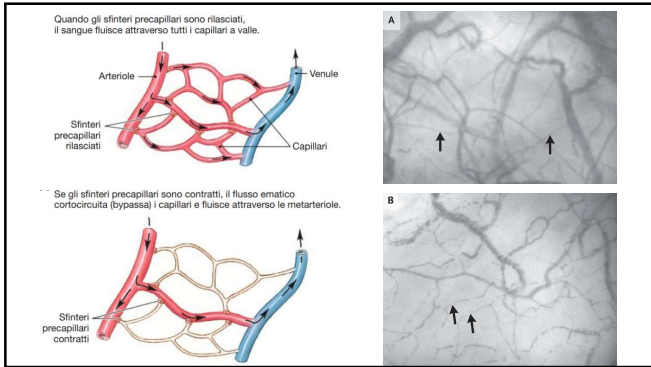 Quando gli sfinteri precapillari sono rilasciati,
il sangue fluisce attraverso tutti i capillari a valle.
Arteriole
Venule
Sfinteri
precapillari
rilasciati
Capillari
Se gli sfinteri precapillari sono contratti, il flusso ematico
cortocircuita (bypassa) i capillari e fluisce attraverso le metarteriole.
Sfinteri
precapillari
contratti
A
B